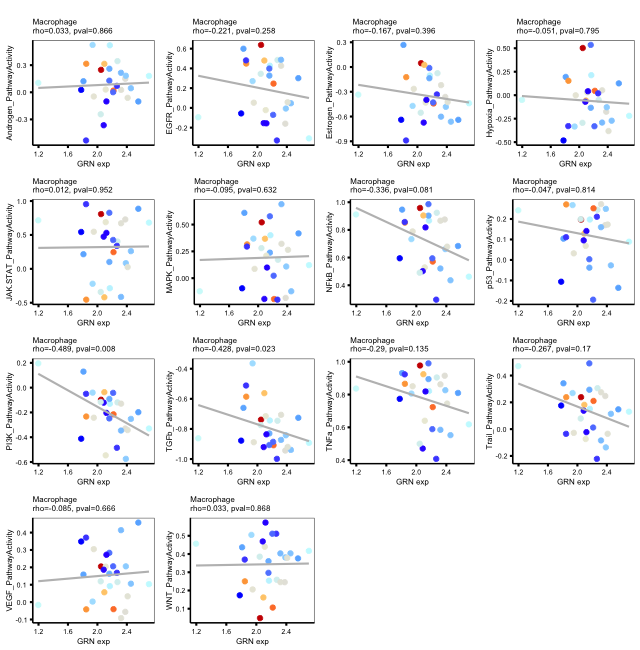 Macrophage
rho=0.033, pval=0.866
Macrophage
rho=-0.221, pval=0.258
Macrophage
rho=-0.167, pval=0.396
Macrophage
rho=-0.051, pval=0.795
Androgen_PathwayActivity
0.3
0.0
-0.3
1.2 1.6 2.0 2.4
GRN exp
EGFR_PathwayActivity
0.6
0.4
0.2
0.0
-0.2
1.2 1.6 2.0 2.4
GRN exp
Estrogen_PathwayActivity
0.3
0.0
-0.3
-0.6
-0.9
1.2 1.6 2.0 2.4
GRN exp
Hypoxia_PathwayActivity
0.50
0.25
0.00
-0.25
-0.50
1.2 1.6 2.0 2.4
GRN exp
Macrophage
rho=0.012, pval=0.952
Macrophage
rho=-0.095, pval=0.632
Macrophage
rho=-0.336, pval=0.081
Macrophage
rho=-0.047, pval=0.814
JAK.STAT_PathwayActivity
1.0
0.5
0.0
-0.5
1.2 1.6 2.0 2.4
GRN exp
MAPK_PathwayActivity
0.50
0.25
0.00
1.2 1.6 2.0 2.4
GRN exp
NFkB_PathwayActivity
1.0
0.8
0.6
0.4
1.2 1.6 2.0 2.4
GRN exp
p53_PathwayActivity
0.2
0.1
0.0
-0.1
-0.2
1.2 1.6 2.0 2.4
GRN exp
Macrophage
rho=-0.489, pval=0.008
Macrophage
rho=-0.428, pval=0.023
Macrophage
rho=-0.29, pval=0.135
Macrophage
rho=-0.267, pval=0.17
PI3K_PathwayActivity
0.2
0.0
-0.2
-0.4
-0.6
1.2 1.6 2.0 2.4
GRN exp
TGFb_PathwayActivity
-0.4
-0.6
-0.8
-1.0
1.2 1.6 2.0 2.4
GRN exp
TNFa_PathwayActivity
1.0
0.8
0.6
0.4
1.2 1.6 2.0 2.4
GRN exp
Trail_PathwayActivity
0.4
0.2
0.0
-0.2
1.2 1.6 2.0 2.4
GRN exp
Macrophage
rho=-0.085, pval=0.666
Macrophage
rho=0.033, pval=0.868
VEGF_PathwayActivity
0.4
0.3
0.2
0.1
0.0
-0.1
1.2 1.6 2.0 2.4
GRN exp
WNT_PathwayActivity
0.5
0.4
0.3
0.2
0.1
1.2 1.6 2.0 2.4
GRN exp